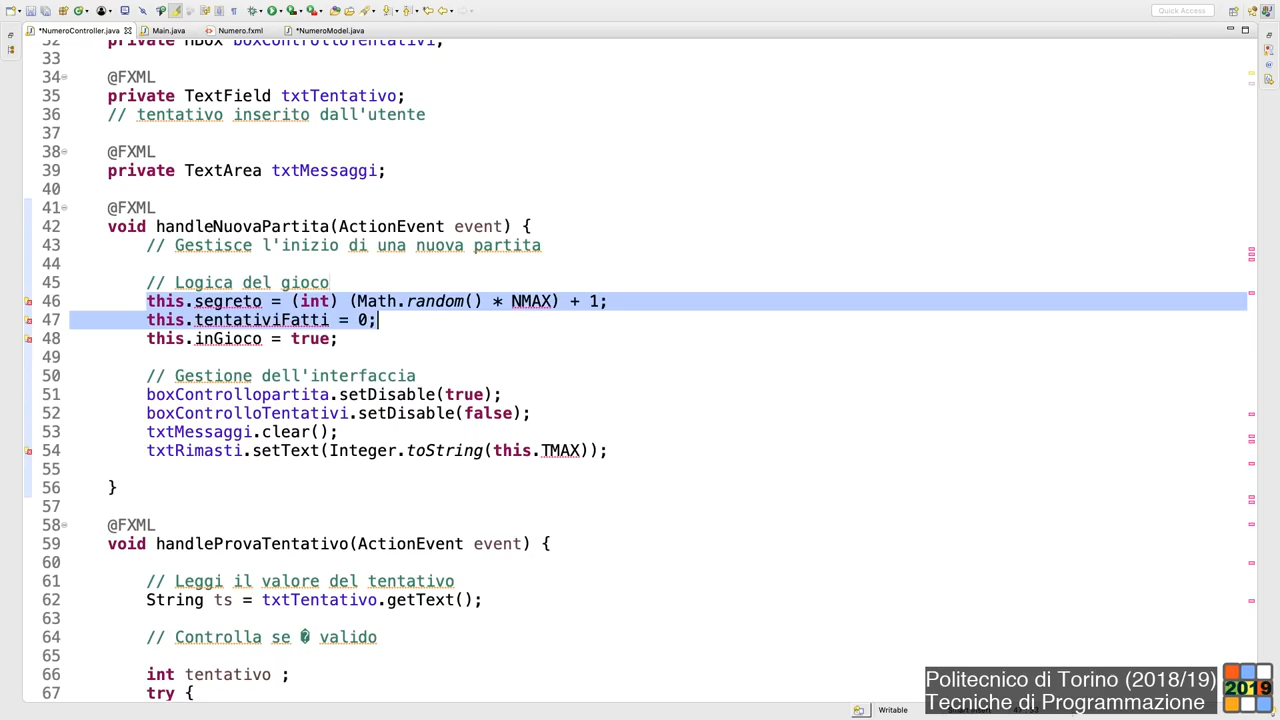 Quick Access
*NumeroController.java
Main.java
Numero.fxml
*NumeroModel.java
32 private HBox boxControlloTentativi;
33
34 @FXML
35 private TextField txtTentativo;
36 // tentativo inserito dall'utente
37
38 @FXML
39 private TextArea txtMessaggi;
40
41 @FXML
42 void handleNuovaPartita(ActionEvent event) {
43 // Gestisce l'inizio di una nuova partita
44
45 // Logica del gioco
46 this.segreto = (int) (Math.random() * NMAX) + 1;
47 this.tentativiFatti = 0;
48 this.inGioco = true;
49
50 // Gestione dell'interfaccia
51 boxControllopartita.setDisable(true);
52 boxControlloTentativi.setDisable(false);
53 txtMessaggi.clear();
54 txtRimasti.setText(Integer.toString(this.TMAX));
55
56 }
57
58 @FXML
59 void handleProvaTentativo(ActionEvent event) {
60
61 // Leggi il valore del tentativo
62 String ts = txtTentativo.getText();
63
64 // Controlla se � valido
65
66 int tentativo ;
67 try {
Politecnico di Torino (2018/19)
Tecniche di Programmazione
2019
Writable